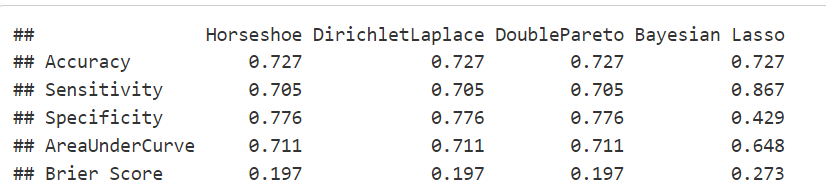 ##                Horseshoe DirichletLaplace DoublePareto Bayesian Lasso
## Accuracy           0.727            0.727        0.727          0.727
## Sensitivity        0.705            0.705        0.705          0.867
## Specificity        0.776            0.776        0.776          0.429
## AreaUnderCurve     0.711            0.711        0.711          0.648
## Brier Score        0.197            0.197        0.197          0.273